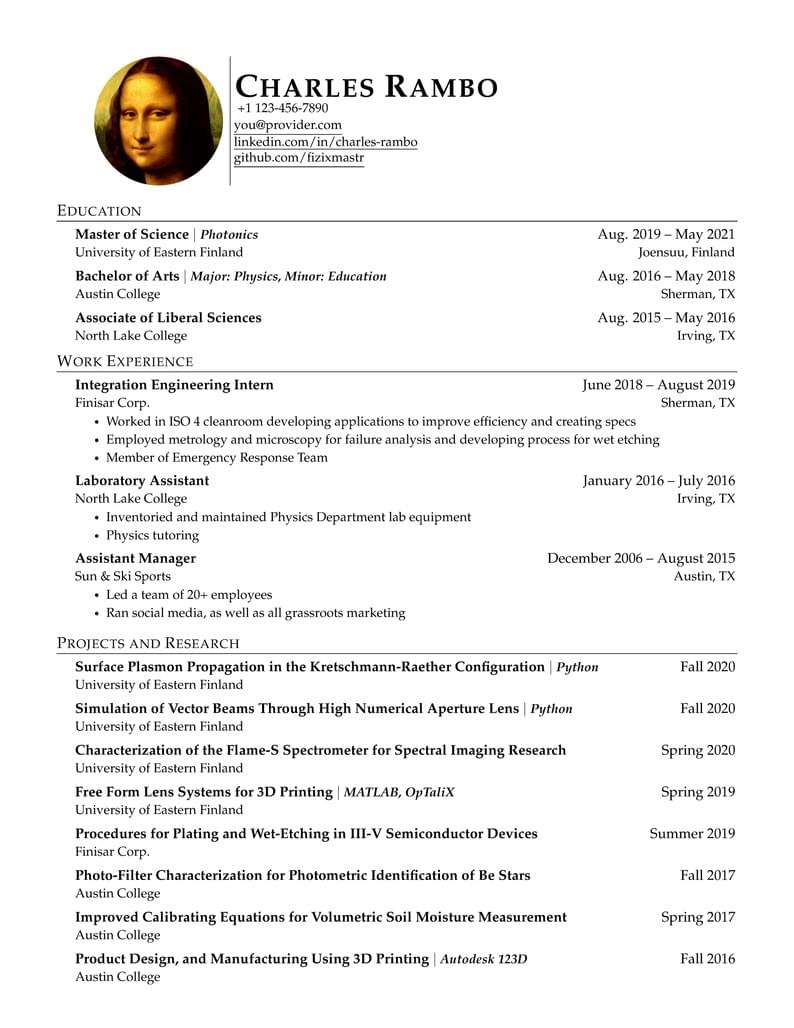 CHARLES RAMBO
+1 123-456-7890
you@provider.com
linkedin.com/in/charles-rambo
github.com/fizixmastr
EDUCATION
Master of Science | Photonics Aug. 2019 – May 2021
University of Eastern Finland Joensuu, Finland
Bachelor of Arts | Major: Physics, Minor: Education Aug. 2016 – May 2018
Austin College Sherman, TX
Associate of Liberal Sciences Aug. 2015 – May 2016
North Lake College Irving, TX
WORK EXPERIENCE
Integration Engineering Intern June 2018 – August 2019
Finisar Corp. Sherman, TX
• Worked in ISO 4 cleanroom developing applications to improve efficiency and creating specs
• Employed metrology and microscopy for failure analysis and developing process for wet etching
• Member of Emergency Response Team
Laboratory Assistant January 2016 – July 2016
North Lake College Irving, TX
• Inventoried and maintained Physics Department lab equipment
• Physics tutoring
Assistant Manager December 2006 – August 2015
Sun & Ski Sports Austin, TX
• Led a team of 20+ employees
• Ran social media, as well as all grassroots marketing
PROJECTS AND RESEARCH
Surface Plasmon Propagation in the Kretschmann-Raether Configuration | Python Fall 2020
University of Eastern Finland
Simulation of Vector Beams Through High Numerical Aperture Lens | Python Fall 2020
University of Eastern Finland
Characterization of the Flame-S Spectrometer for Spectral Imaging Research Spring 2020
University of Eastern Finland
Free Form Lens Systems for 3D Printing | MATLAB, OpTaliX Spring 2019
University of Eastern Finland
Procedures for Plating and Wet-Etching in III-V Semiconductor Devices Summer 2019
Finisar Corp.
Photo-Filter Characterization for Photometric Identification of Be Stars Fall 2017
Austin College
Improved Calibrating Equations for Volumetric Soil Moisture Measurement Spring 2017
Austin College
Product Design, and Manufacturing Using 3D Printing | Autodesk 123D Fall 2016
Austin College